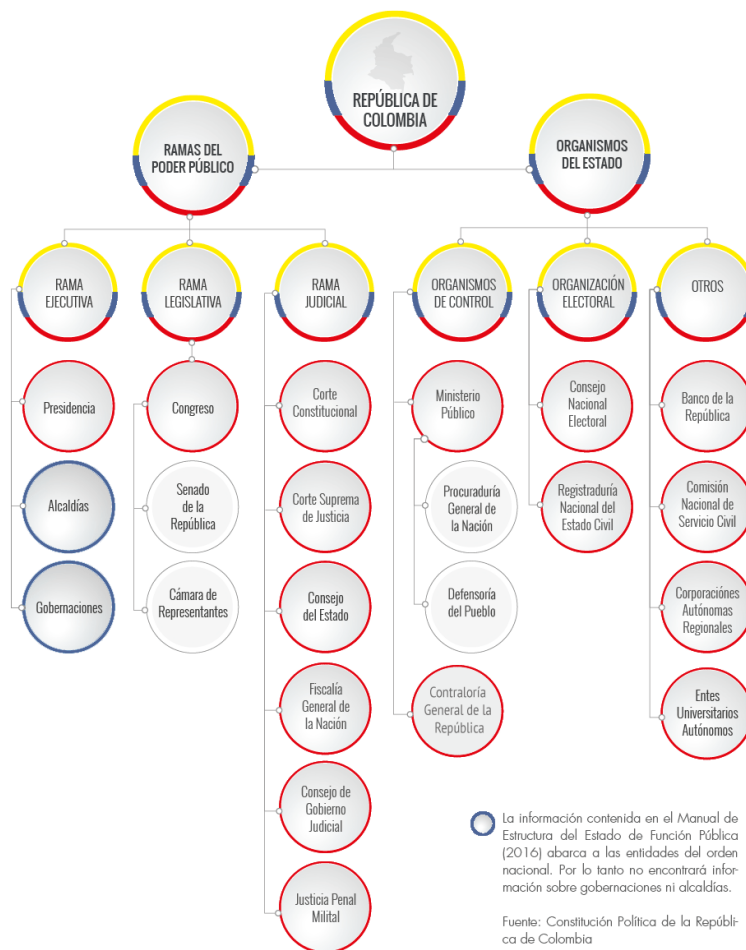 REPÚBLICA DE
COLOMBIA
RAMAS DEL
PODER PÚBLICO
ORGANISMOS
DEL ESTADO
RAMA
EJECUTIVA
RAMA
LEGISLATIVA
RAMA
JUDICIAL
ORGANISMOS
DE CONTROL
ORGANIZACIÓN
ELECTORAL
OTROS
Presidencia
Alcaldías
Gobernaciones
Congreso
Senado
de la
República
Cámara de
Representantes
Corte
Constitucional
Corte Suprema
de Justicia
Consejo
del Estado
Fiscalía
General de
la Nación
Consejo de
Gobierno
Judicial
Justicia Penal
Militar
Ministerio
Público
Procuraduría
General de
la Nación
Defensoría
del Pueblo
Contraloría
General de la
República
Consejo
Nacional
Electoral
Registraduría
Nacional del
Estado Civil
Banco de la
República
Comisión
Nacional de
Servicio Civil
Corporaciónes
Autónomas
Regionales
Entes
Universitarios
Autónomos
La información contenida en el Manual de
Estructura del Estado de Función Pública
(2016) abarca a las entidades del orden
nacional. Por lo tanto no encontrará infor-
mación sobre gobernaciones ni alcaldías.
Fuente: Constitución Política de la Repúbli-
ca de Colombia